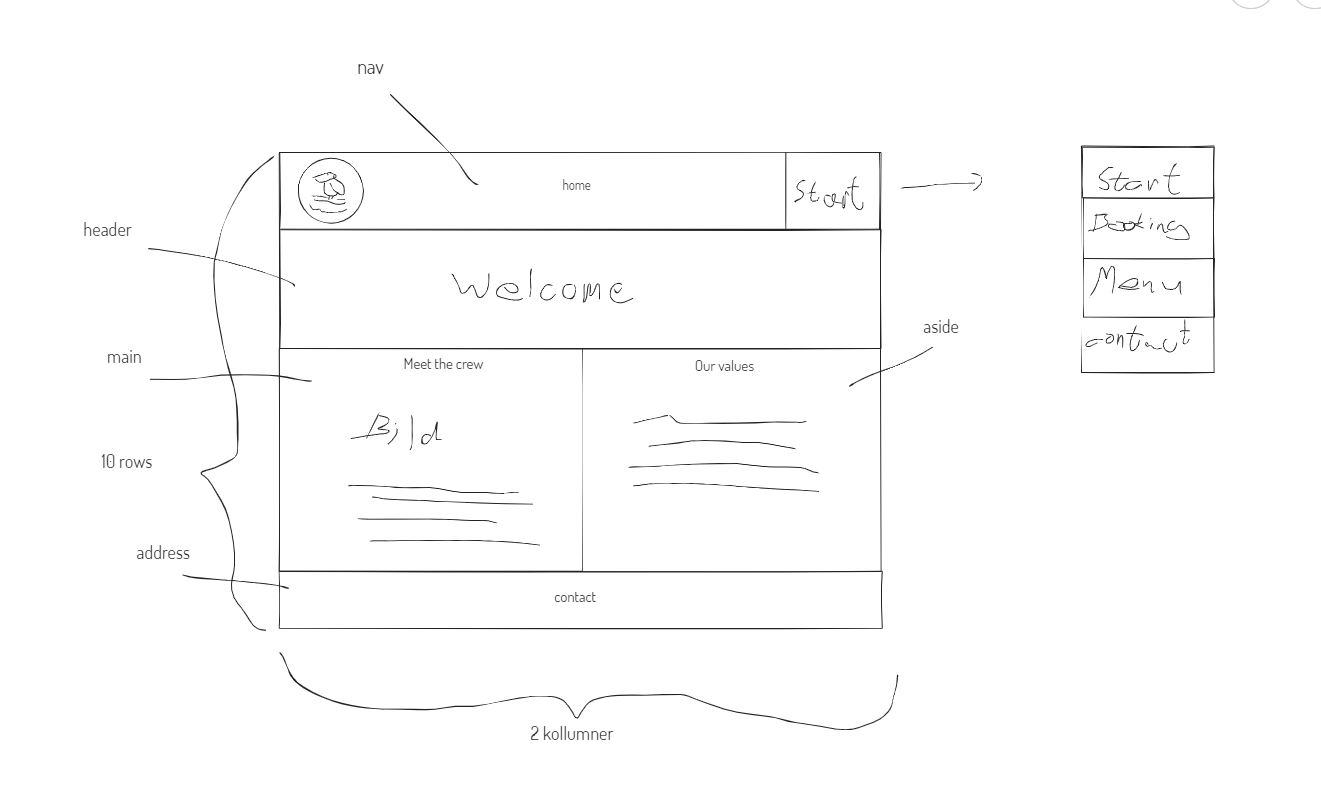 nav
home
Start
Start
header
Booking
Welcome
Menu
aside
contact
main
Meet the crew
Our values
Bild
10 rows
address
contact
2 kollumner